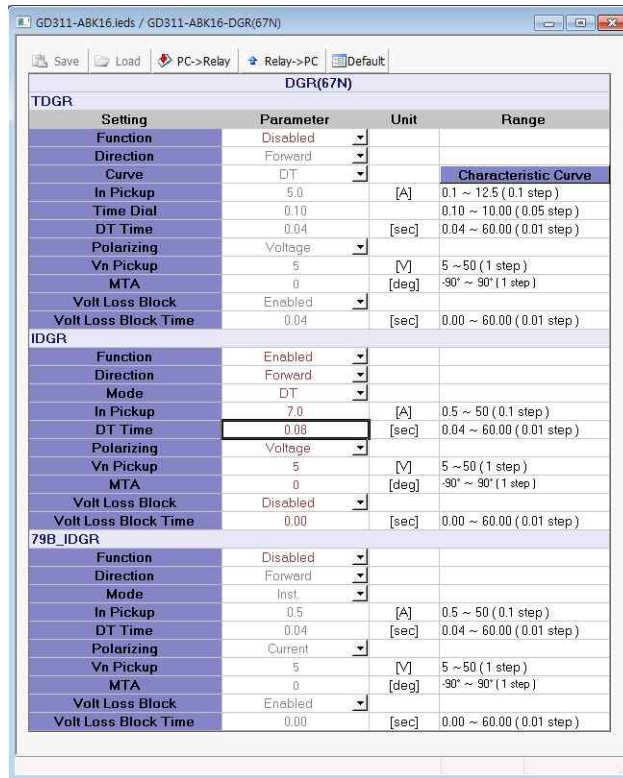 GD311-ABK16.ieds / GD311-ABK16-DGR(67N)
Save Load PC->Relay Relay->PC Default
DGR(67N)
TDGR
Setting Parameter Unit Range
Function Disabled
Direction Forward
Curve DT Characteristic Curve
In Pickup 5.0 [A] 0.1 ~ 12.5 ( 0.1 step )
Time Dial 0.10 0.10 ~ 10.00 ( 0.05 step )
DT Time 0.04 [sec] 0.04 ~ 60.00 ( 0.01 step )
Polarizing Voltage
Vn Pickup 5 [V] 5 ~50 ( 1 step )
MTA 0 [deg] -90° ~ 90° ( 1 step )
Volt Loss Block Enabled
Volt Loss Block Time 0.04 [sec] 0.00 ~ 60.00 ( 0.01 step )
IDGR
Function Enabled
Direction Forward
Mode DT
In Pickup 7.0 [A] 0.5 ~ 50 ( 0.1 step )
DT Time 0.08 [sec] 0.04 ~ 60.00 ( 0.01 step )
Polarizing Voltage
Vn Pickup 5 [V] 5 ~50 ( 1 step )
MTA 0 [deg] -90° ~ 90° ( 1 step )
Volt Loss Block Disabled
Volt Loss Block Time 0.00 [sec] 0.00 ~ 60.00 ( 0.01 step )
79B_IDGR
Function Disabled
Direction Forward
Mode Inst.
In Pickup 0.5 [A] 0.5 ~ 50 ( 0.1 step )
DT Time 0.04 [sec] 0.04 ~ 60.00 ( 0.01 step )
Polarizing Current
Vn Pickup 5 [V] 5 ~50 ( 1 step )
MTA 0 [deg] -90° ~ 90° ( 1 step )
Volt Loss Block Enabled
Volt Loss Block Time 0.00 [sec] 0.00 ~ 60.00 ( 0.01 step )